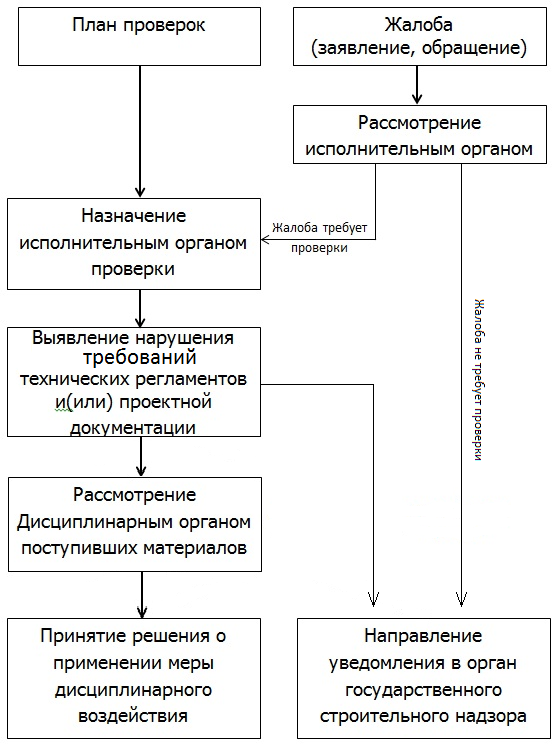 План проверок
Жалоба
(заявление, обращение)
Рассмотрение
исполнительным органом
Назначение
исполнительным органом
проверки
Жалоба требует
проверки
Жалоба не требует проверки
Выявление нарушения
требований
технических регламентов
и(или) проектной
документации
Рассмотрение
Дисциплинарным органом
поступивших материалов
Принятие решения о
применении меры
дисциплинарного
воздействия
Направление
уведомления в орган
государственного
строительного надзора